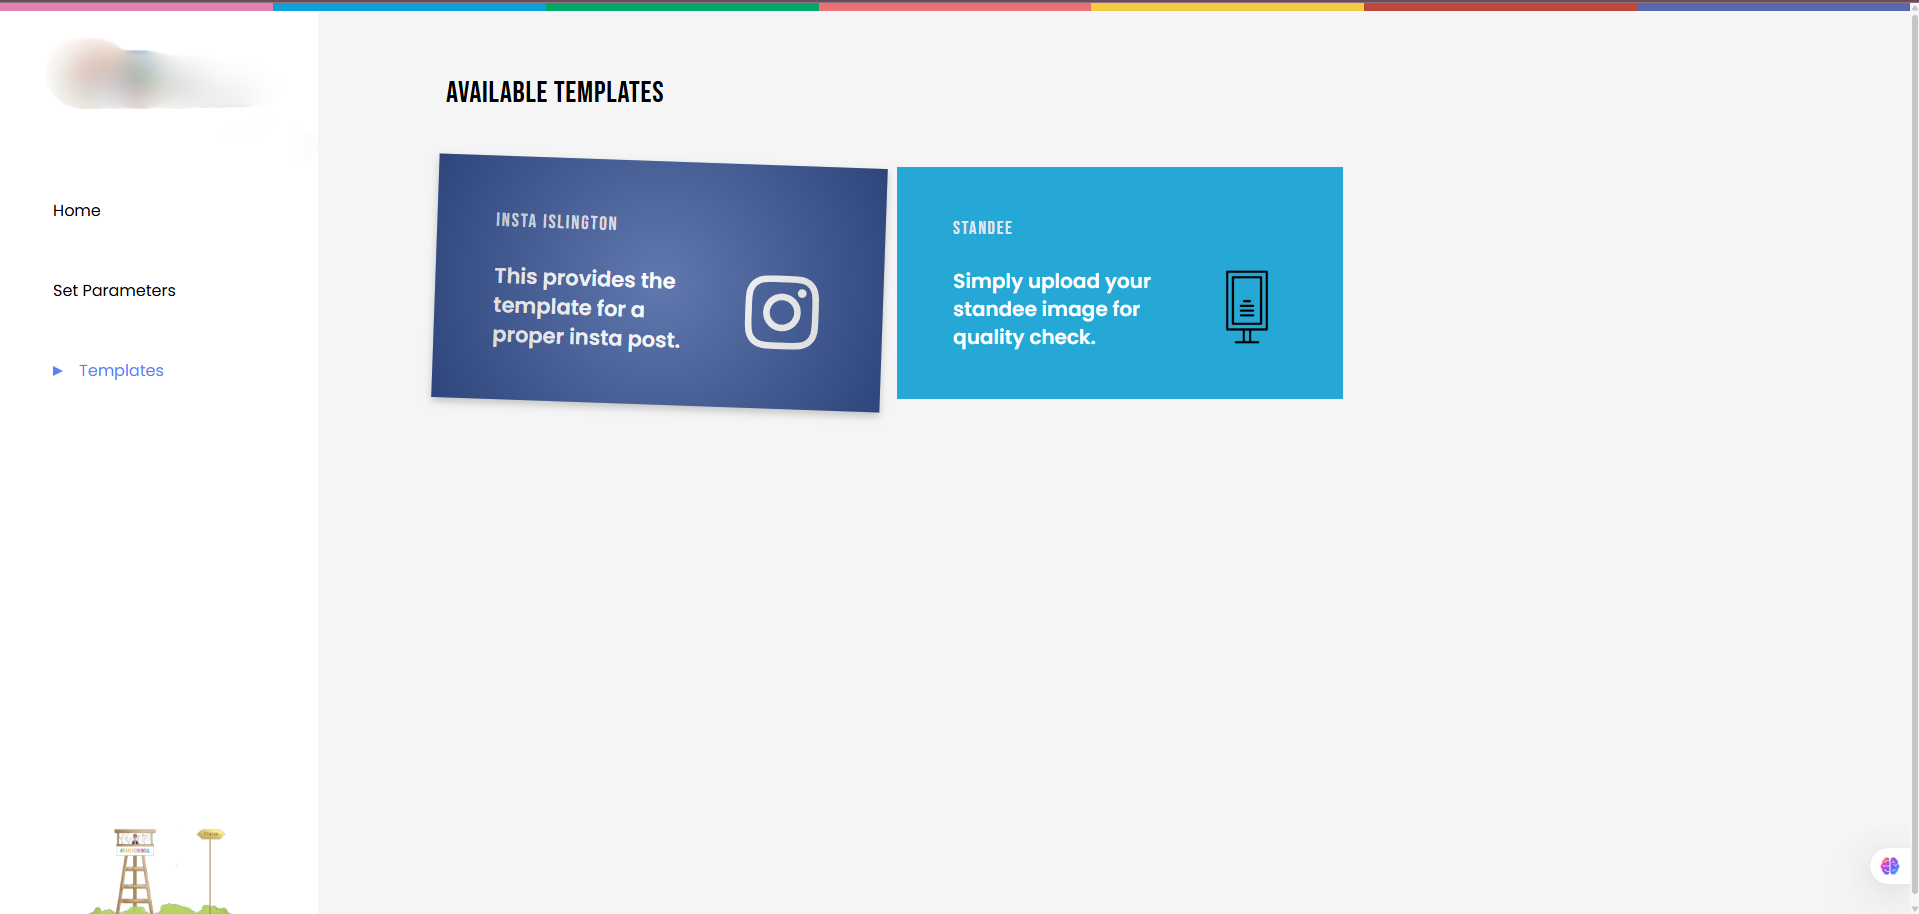 AVAILABLE TEMPLATES
Home
Set Parameters
Templates
INSTA ISLINGTON
This provides the
template for a
proper insta post.
STANDEE
Simply upload your
standee image for
quality check.